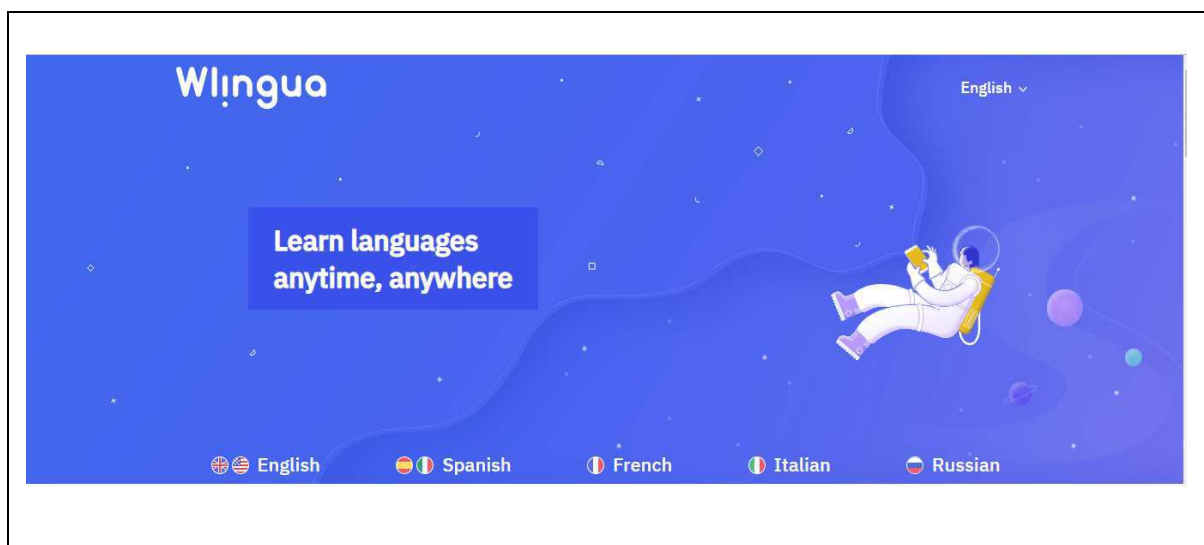 Wlingua
English
Learn languages
anytime, anywhere
English Spanish French Italian Russian